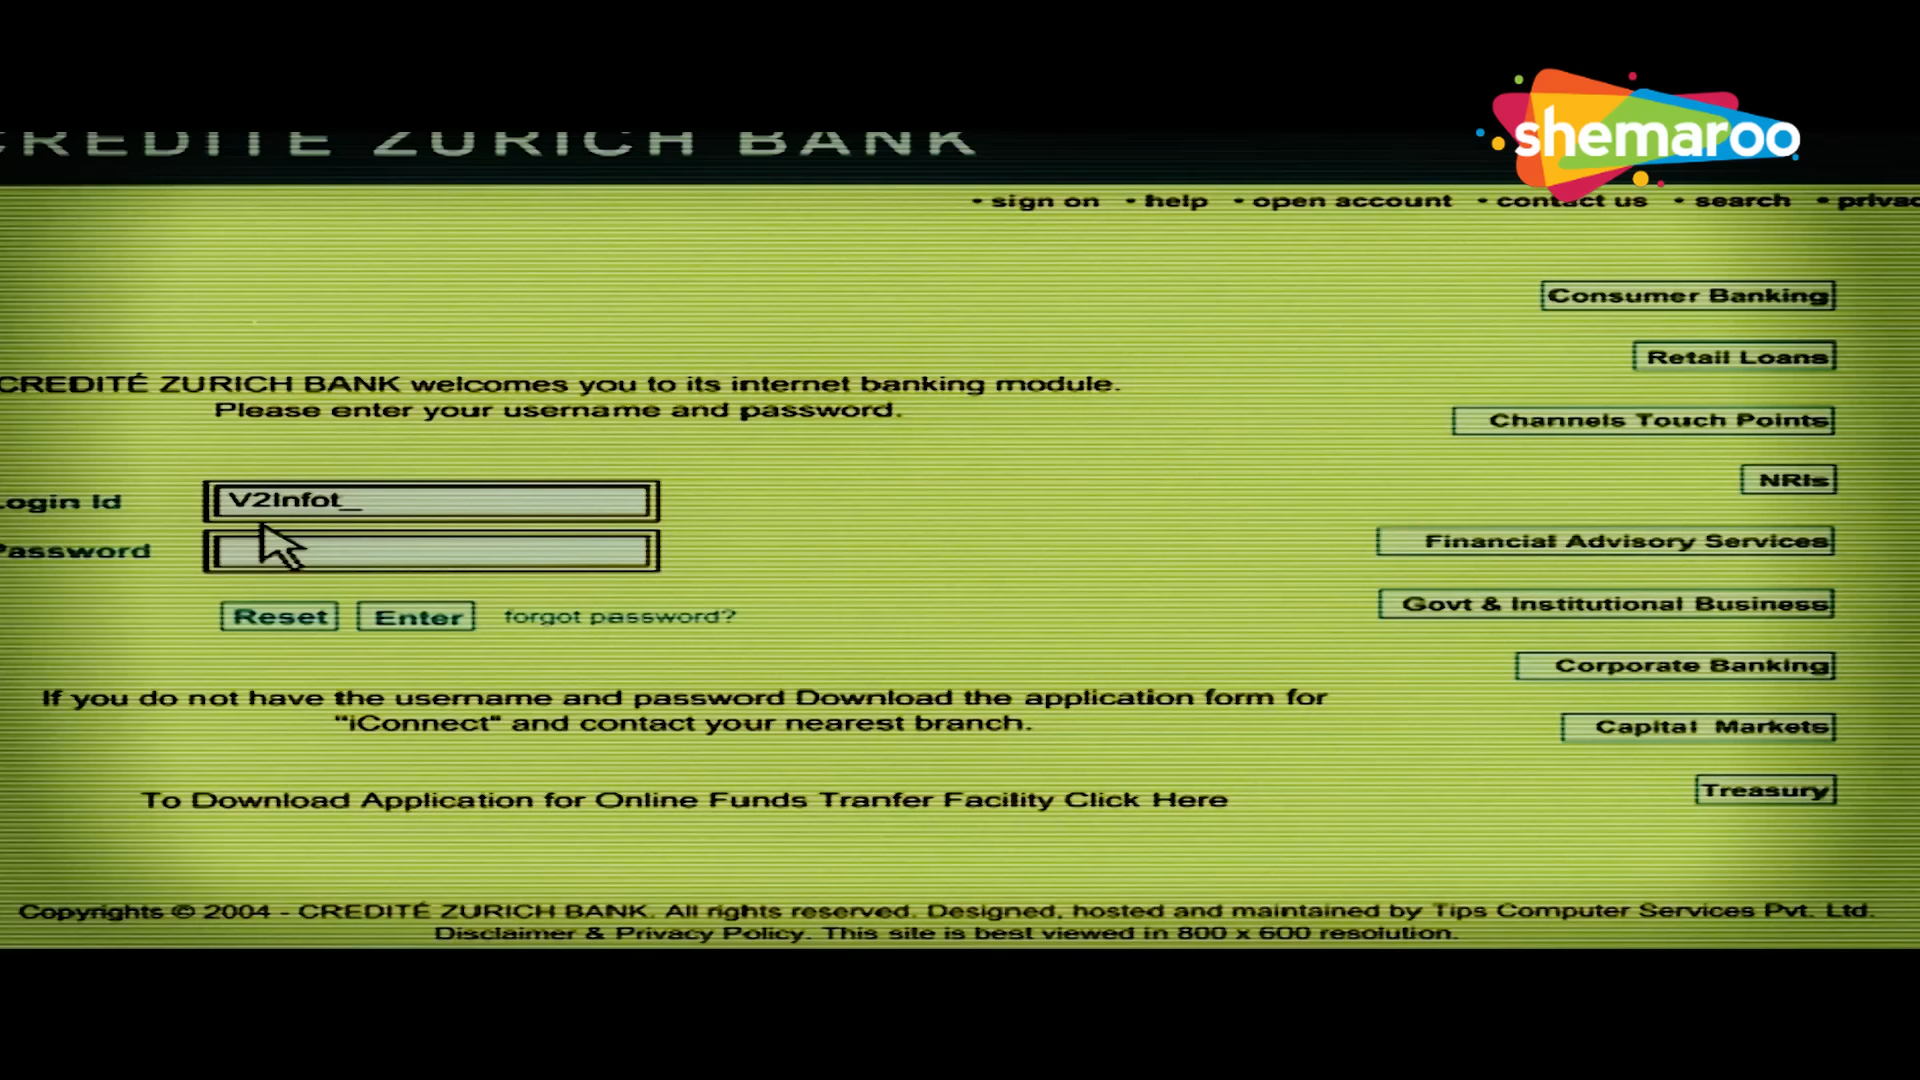 CREDITE ZURICH BANK
shemaroo
• sign on • help • open account • contact us • search • privac
Consumer Banking
Retail Loans
CREDITÉ ZURICH BANK welcomes you to its internet banking module.
Please enter your username and password.
Channels Touch Points
NRIs
Login Id V2Infot_
Password
Financial Advisory Services
Reset Enter forgot password?
Govt & Institutional Business
Corporate Banking
If you do not have the username and password Download the application form for
"iConnect" and contact your nearest branch.
Capital Markets
Treasury
To Download Application for Online Funds Tranfer Facility Click Here
Copyrights © 2004 - CREDITÉ ZURICH BANK. All rights reserved. Designed, hosted and maintained by Tips Computer Services Pvt. Ltd.
Disclaimer & Privacy Policy. This site is best viewed in 800 x 600 resolution.